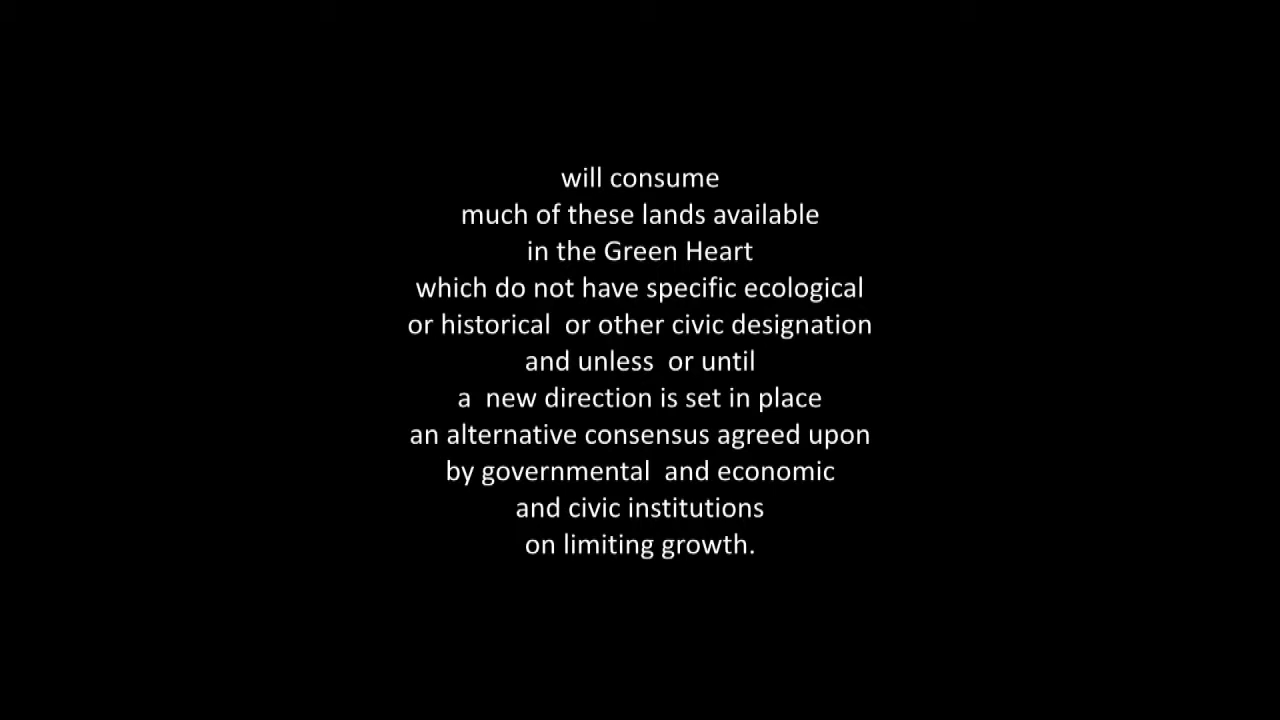 will consume
much of these lands available
in the Green Heart
which do not have specific ecological
or historical  or other civic designation
and unless  or until
a  new direction is set in place
an alternative consensus agreed upon
by governmental  and economic
and civic institutions
on limiting growth.